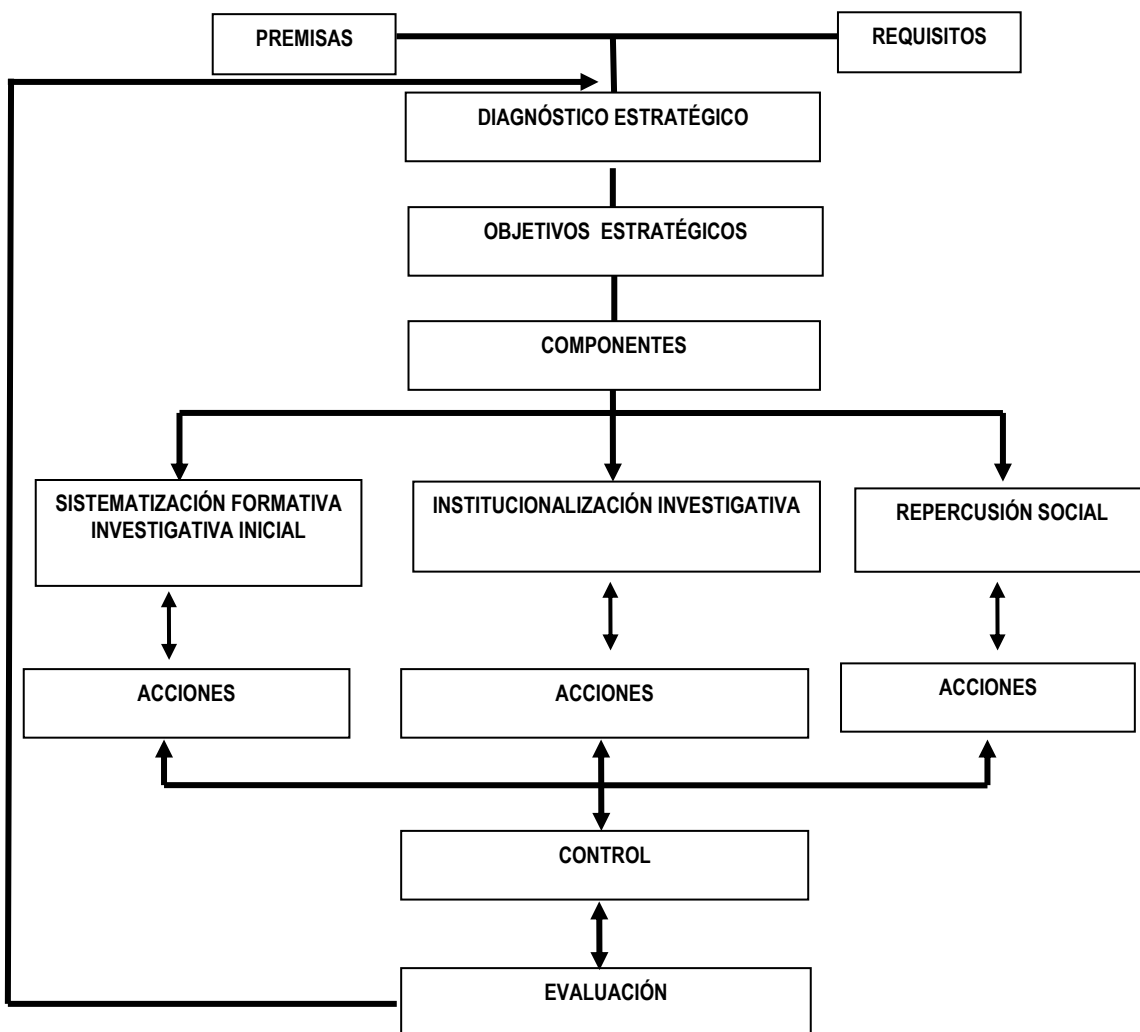 PREMISAS
REQUISITOS
DIAGNÓSTICO ESTRATÉGICO
OBJETIVOS ESTRATÉGICOS
COMPONENTES
SISTEMATIZACIÓN FORMATIVA
INVESTIGATIVA INICIAL
INSTITUCIONALIZACIÓN INVESTIGATIVA
REPERCUSIÓN SOCIAL
ACCIONES
ACCIONES
ACCIONES
CONTROL
EVALUACIÓN